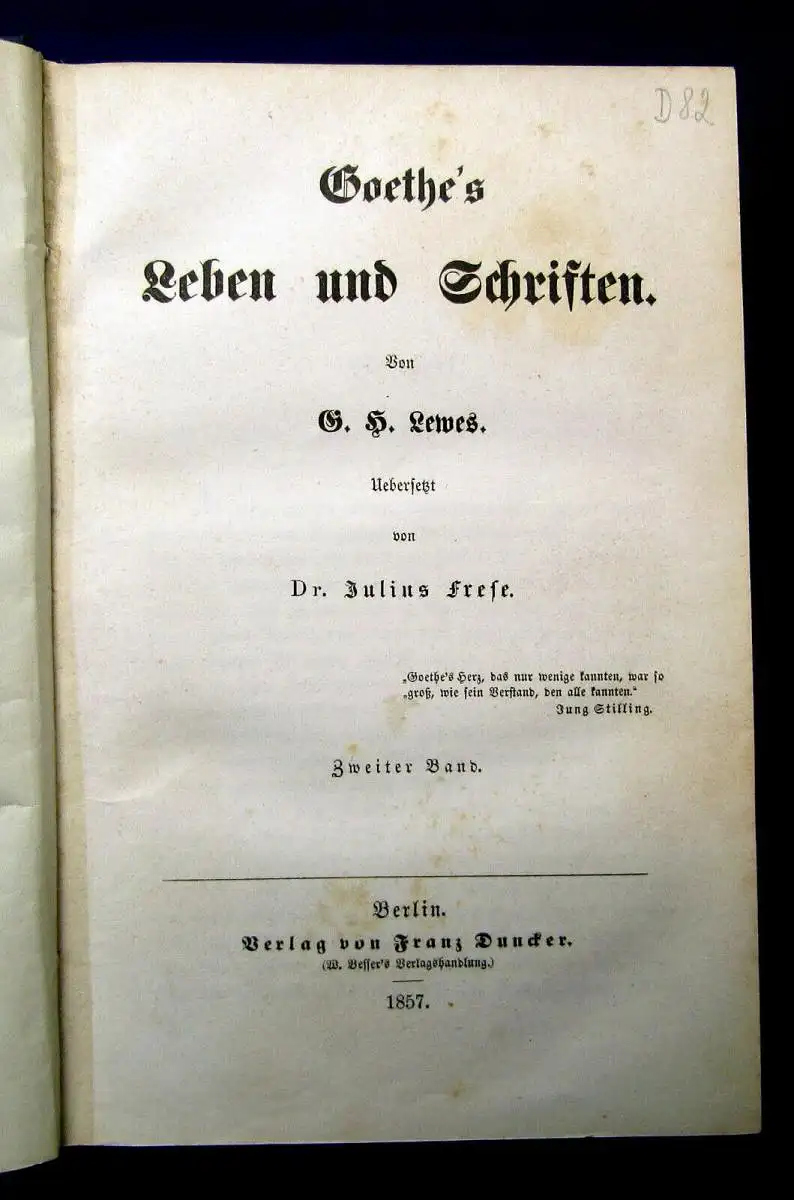 D 82
Goethe's
Leben und Schriften.
Von
G. H. Lewes.
Uebersetzt
von
Dr. Julius Frese.
„Goethe's Herz, das nur wenige kannten, war so
„groß, wie sein Verstand, den alle kannten.“
Jung Stilling.
Zweiter Band.
Berlin.
Verlag von Franz Duncker.
(W. Besser's Verlagshandlung.)
1857.